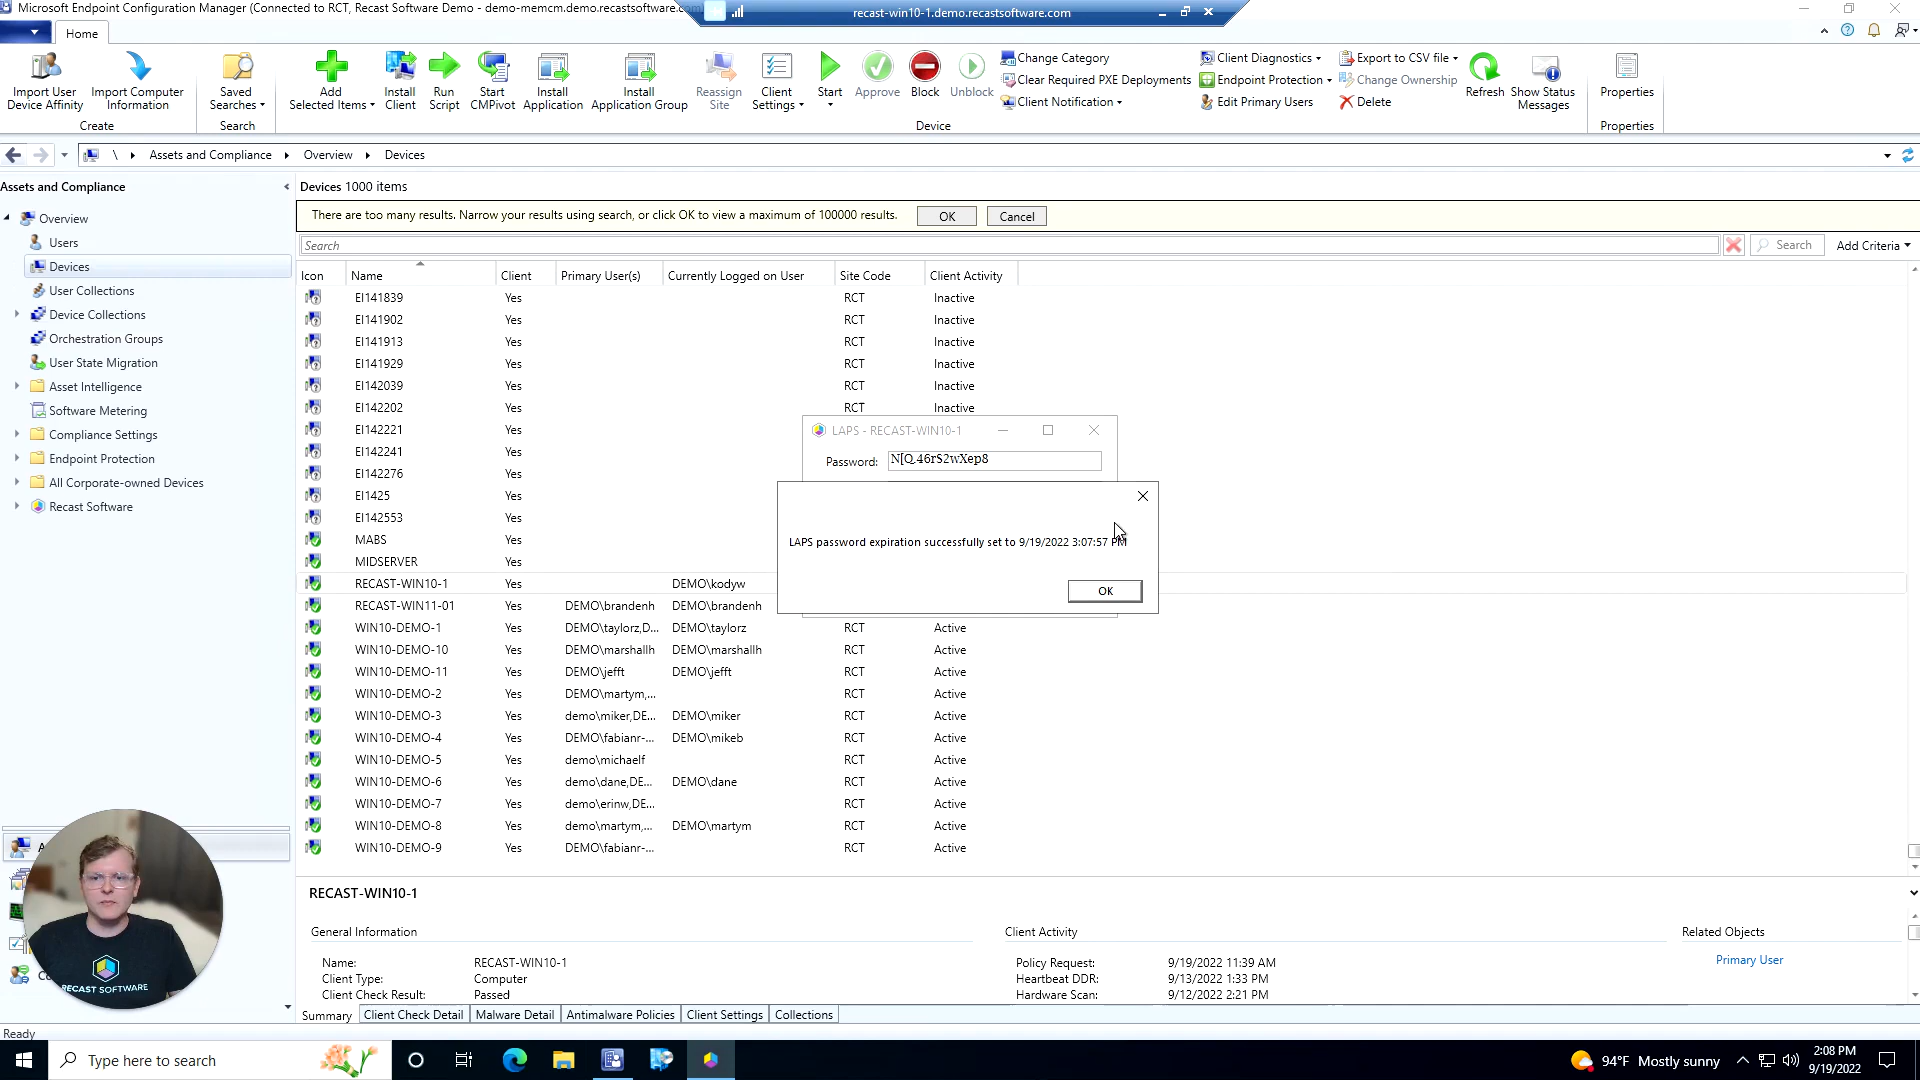 Microsoft Endpoint Configuration Manager (Connected to RCT, Recast Software Demo - demo-memcm.demo.recastsoftware.com
recast-win10-1.demo.recastsoftware.com
Home
Import User Device Affinity
Import Computer Information
Saved Searches
Add Selected Items
Install Client
Run Script
Start CMPivot
Install Application
Install Application Group
Reassign Site
Client Settings
Start
Approve
Block
Unblock
Change Category
Clear Required PXE Deployments
Client Notification
Client Diagnostics
Endpoint Protection
Edit Primary Users
Export to CSV file
Change Ownership
Delete
Refresh
Show Status Messages
Properties
Create
Search
Device
Properties
\ Assets and Compliance Overview Devices
Assets and Compliance
Overview
Users
Devices
User Collections
Device Collections
Orchestration Groups
User State Migration
Asset Intelligence
Software Metering
Compliance Settings
Endpoint Protection
All Corporate-owned Devices
Recast Software
Devices 1000 items
There are too many results. Narrow your results using search, or click OK to view a maximum of 100000 results. OK Cancel
Search Search Add Criteria
Icon Name Client Primary User(s) Currently Logged on User Site Code Client Activity
EI141839 Yes RCT Inactive
EI141902 Yes RCT Inactive
EI141913 Yes RCT Inactive
EI141929 Yes RCT Inactive
EI142039 Yes RCT Inactive
EI142202 Yes RCT Inactive
EI142221 Yes
EI142241 Yes
EI142276 Yes
EI1425 Yes
EI142553 Yes
MABS Yes
MIDSERVER Yes
RECAST-WIN10-1 Yes DEMO\kodyw
RECAST-WIN11-01 Yes DEMO\brandenh DEMO\brandenh
WIN10-DEMO-1 Yes DEMO\taylorz,D... DEMO\taylorz RCT Active
WIN10-DEMO-10 Yes DEMO\marshallh DEMO\marshallh RCT Active
WIN10-DEMO-11 Yes DEMO\jefft DEMO\jefft RCT Active
WIN10-DEMO-2 Yes DEMO\martym,... RCT Active
WIN10-DEMO-3 Yes demo\miker,DE... DEMO\miker RCT Active
WIN10-DEMO-4 Yes DEMO\fabianr-... DEMO\mikeb RCT Active
WIN10-DEMO-5 Yes demo\michaelf RCT Active
WIN10-DEMO-6 Yes demo\dane,DE... DEMO\dane RCT Active
WIN10-DEMO-7 Yes demo\erinw,DE... RCT Active
WIN10-DEMO-8 Yes demo\martym,... DEMO\martym RCT Active
WIN10-DEMO-9 Yes DEMO\fabianr-... RCT Active
LAPS - RECAST-WIN10-1
Password: N[Q.46rS2wXep8
LAPS password expiration successfully set to 9/19/2022 3:07:57 PM
OK
RECAST-WIN10-1
General Information
Name: RECAST-WIN10-1
Client Type: Computer
Client Check Result: Passed
Client Activity
Policy Request: 9/19/2022 11:39 AM
Heartbeat DDR: 9/13/2022 1:33 PM
Hardware Scan: 9/12/2022 2:21 PM
Related Objects
Primary User
Summary Client Check Detail Malware Detail Antimalware Policies Client Settings Collections
RECAST SOFTWARE
Ready
Type here to search
94°F Mostly sunny
2:08 PM
9/19/2022